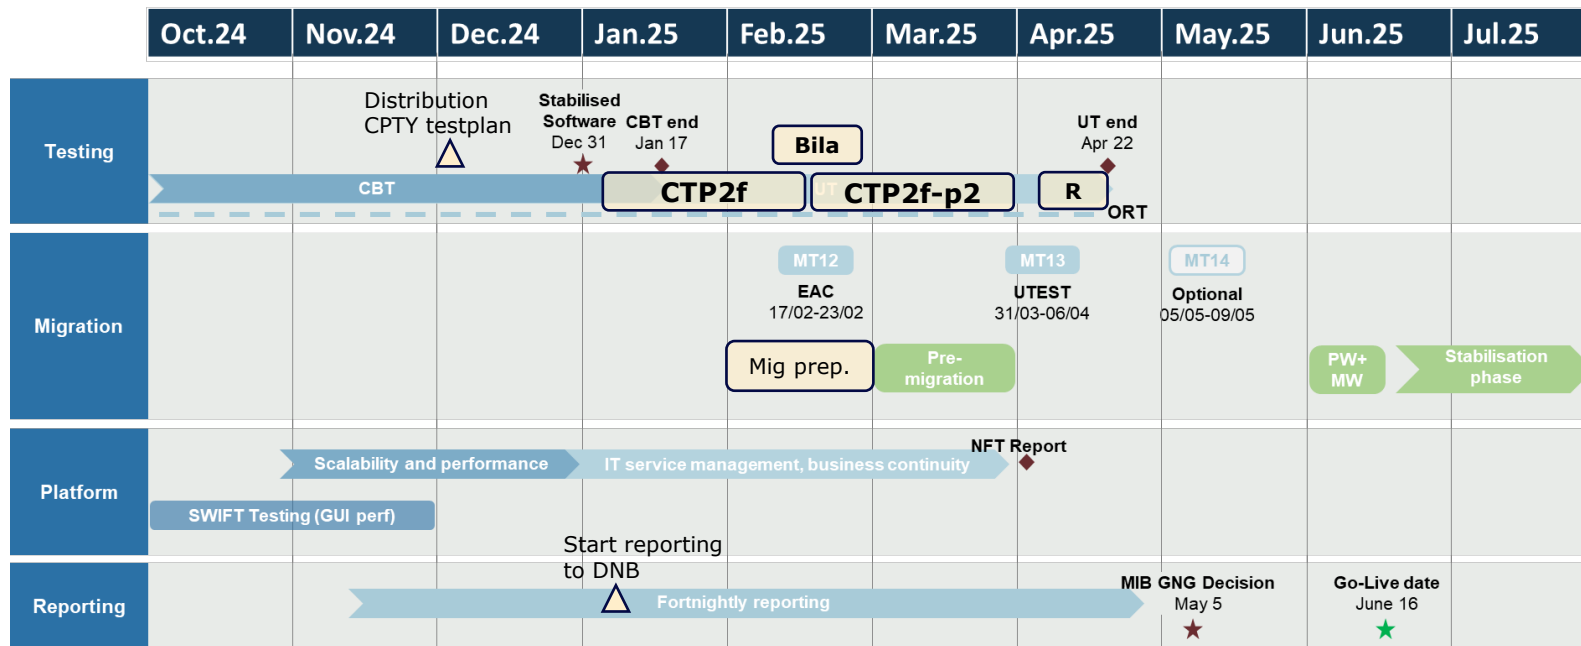 Oct.24 Nov.24 Dec.24 Jan.25 Feb.25 Mar.25 Apr.25 May.25 Jun.25 Jul.25
Testing
Distribution
CPTY testplan
Stabilised
Software
Dec 31
CBT end
Jan 17
Bila
UT end
Apr 22
CBT
CTP2f
UT
CTP2f-p2
R
ORT
Migration
MT12
EAC
17/02-23/02
MT13
UTEST
31/03-06/04
MT14
Optional
05/05-09/05
Mig prep.
Pre-
migration
PW+
MW
Stabilisation
phase
Platform
Scalability and performance
IT service management, business continuity
NFT Report
SWIFT Testing (GUI perf)
Reporting
Start reporting
to DNB
Fortnightly reporting
MIB GNG Decision
May 5
Go-Live date
June 16